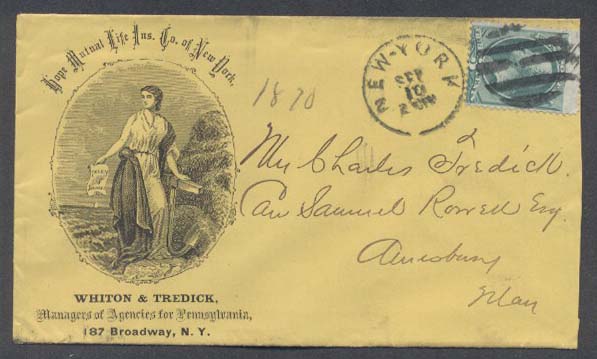 Hope Mutual Life Ins. Co. of New York,
NEW-YORK
SEP
10
1870
Mr Charles Tredick.
Car Samuel Rowell Esq.
Amesbury
Mass
WHITON & TREDICK,
Managers of Agencies for Pennsylvania,
187 Broadway, N. Y.